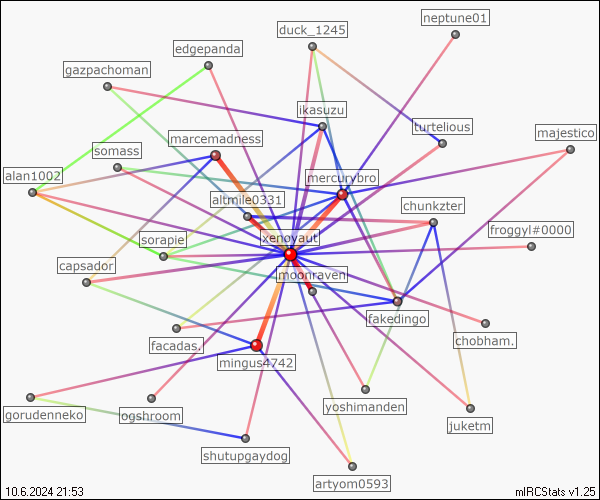 neptune01
duck_1245
edgepanda
gazpachoman
ikasuzu
turtelious
majestico
marcemadness
somass
alan1002
mercurybro
altmile0331
chunkzter
froggyl#0000
xenoyaut
sorapie
capsador
moonraven
fakedingo
chobham.
facadas.
mingus4742
yoshimanden
gorudenneko
ogshroom
juketm
shutupgaydog
artyom0593
10.6.2024 21:53
mIRCStats v1.25